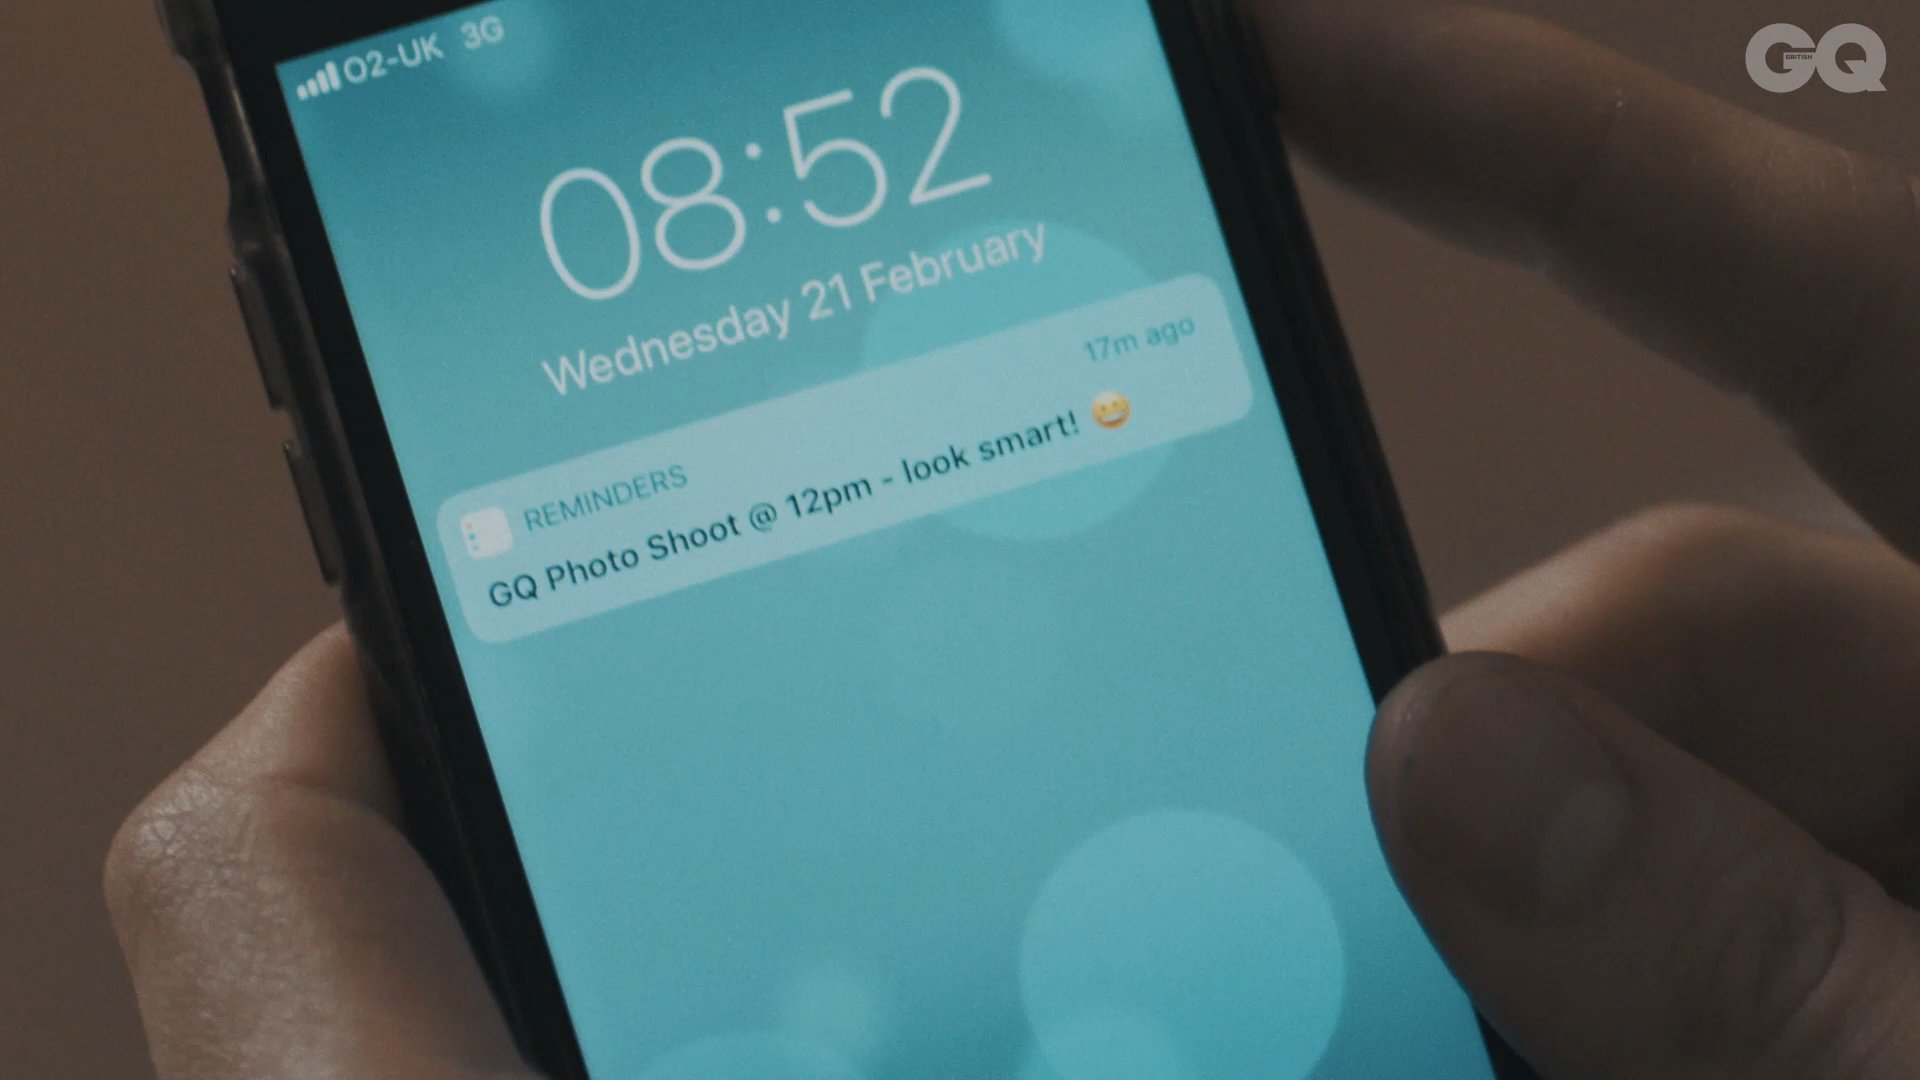 O2-UK 3G
08:52
Wednesday 21 February
REMINDERS
17m ago
GQ Photo Shoot @ 12pm - look smart! 😀
GQ
BRITISH